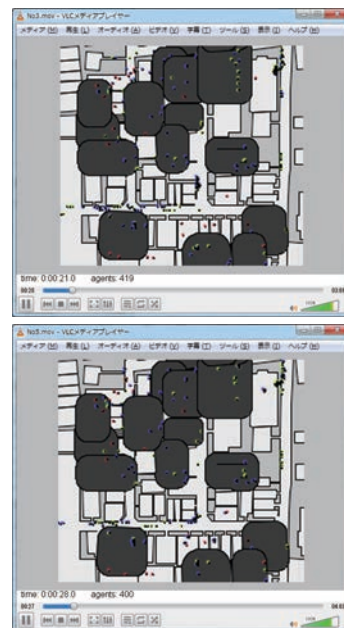 No3.mov - VLCメディアプレイヤー
メディア(M) 再生(L) オーディオ(A) ビデオ(V) 字幕(T) ツール(S) 表示(I) ヘルプ(H)
time: 0:00:21.0 agents: 419
00:20
No3.mov - VLCメディアプレイヤー
メディア(M) 再生(L) オーディオ(A) ビデオ(V) 字幕(T) ツール(S) 表示(I) ヘルプ(H)
time: 0:00:28.0 agents: 400
00:27